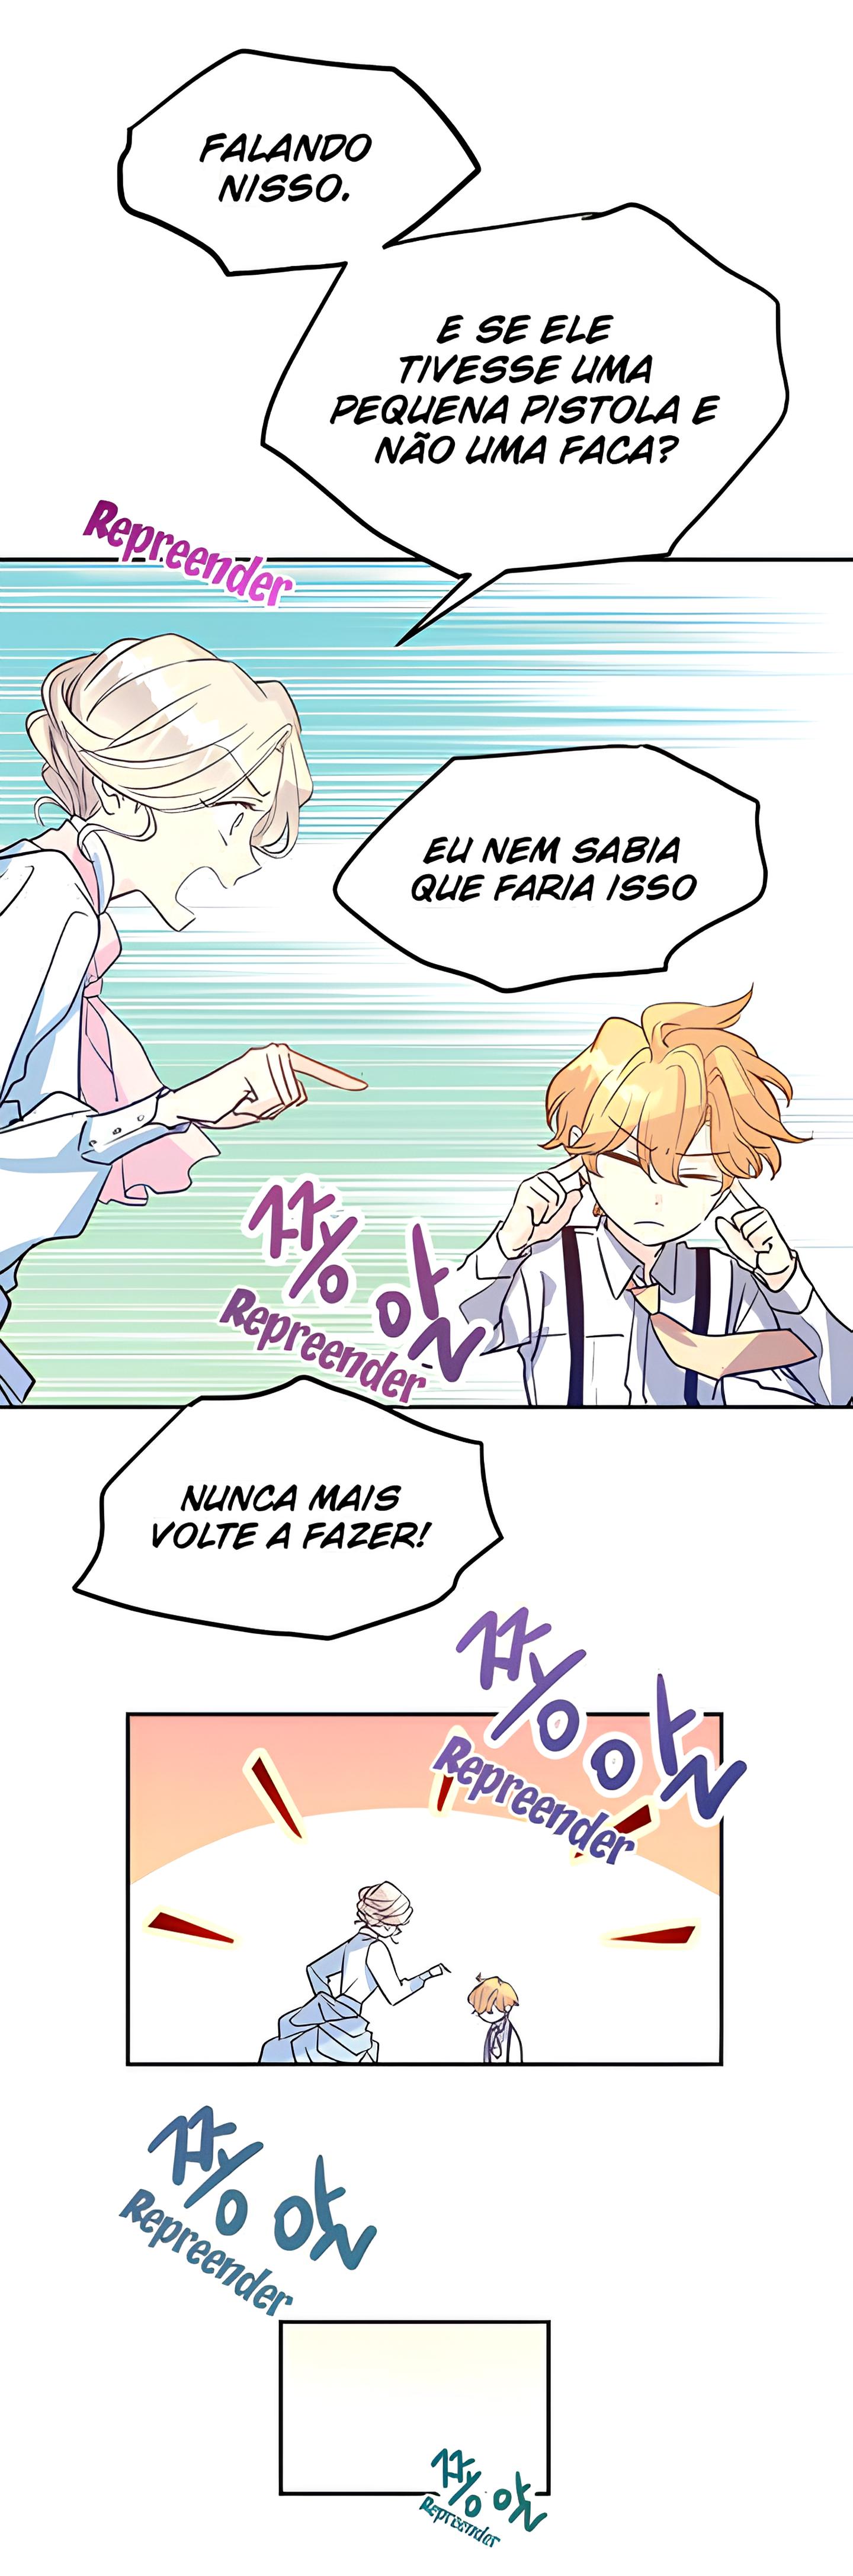 FALANDO
NISSO.
E SE ELE
TIVESSE UMA
PEQUENA PISTOLA E
NÃO UMA FACA?
Repreender
EU NEM SABIA
QUE FARIA ISSO
Repreender
NUNCA MAIS
VOLTE A FAZER!
Repreender
Repreender
Repreender